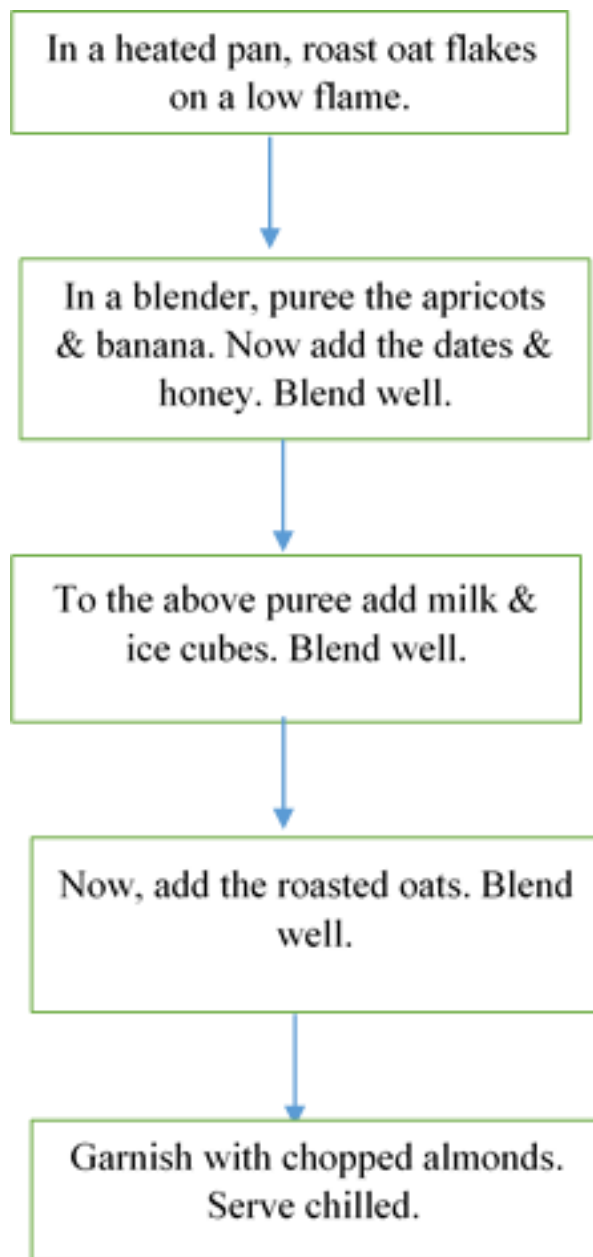 In a heated pan, roast oat flakes
on a low flame.
In a blender, puree the apricots
& banana. Now add the dates &
honey. Blend well.
To the above puree add milk &
ice cubes. Blend well.
Now, add the roasted oats. Blend
well.
Garnish with chopped almonds.
Serve chilled.